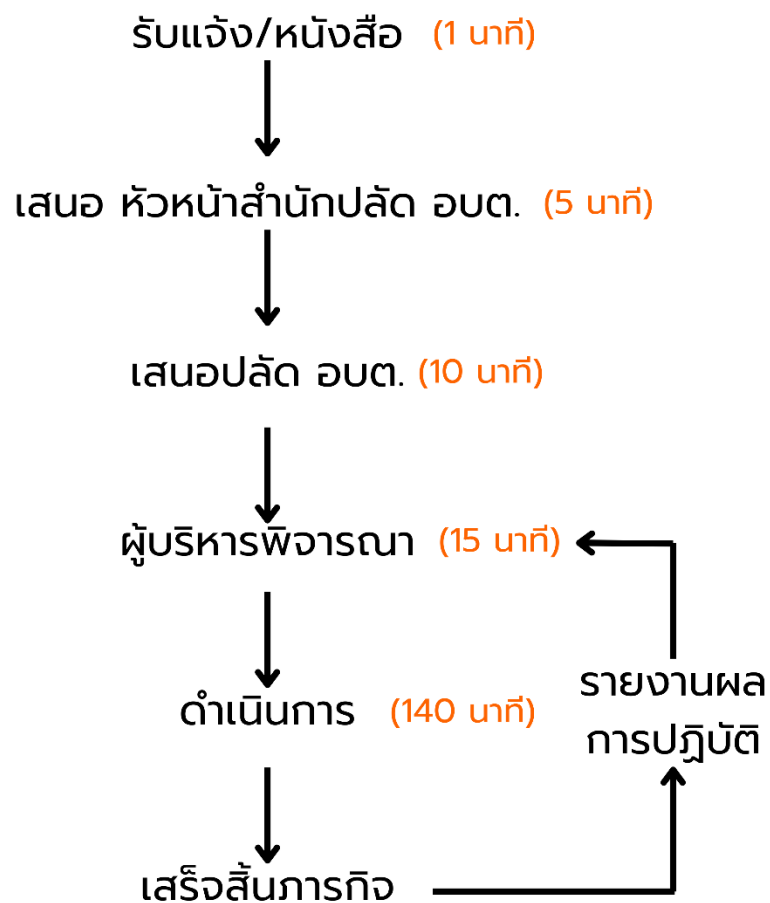 รับแจ้ง/หนังสือ (1 นาที)
เสนอ หัวหน้าสำนักปลัด อบต. (5 นาที)
เสนอปลัด อบต. (10 นาที)
ผู้บริหารพิจารณา (15 นาที)
ดำเนินการ (140 นาที)
รายงานผล
การปฏิบัติ
เสร็จสิ้นภารกิจ